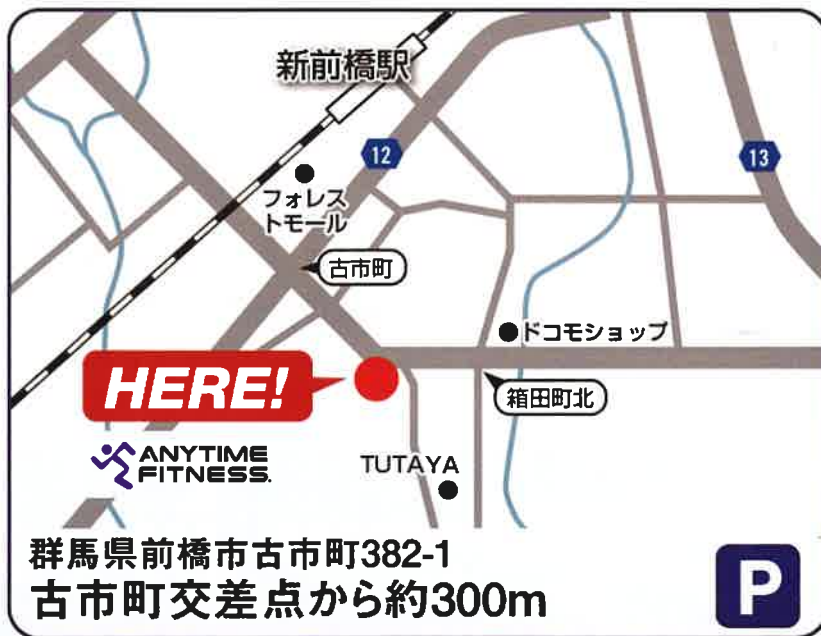 新前橋駅
12
13
フォレス
トモール
古市町
ドコモショップ
HERE!
箱田町北
ANYTIME
FITNESS.
TUTAYA
群馬県前橋市古市町382-1
古市町交差点から約300m
P